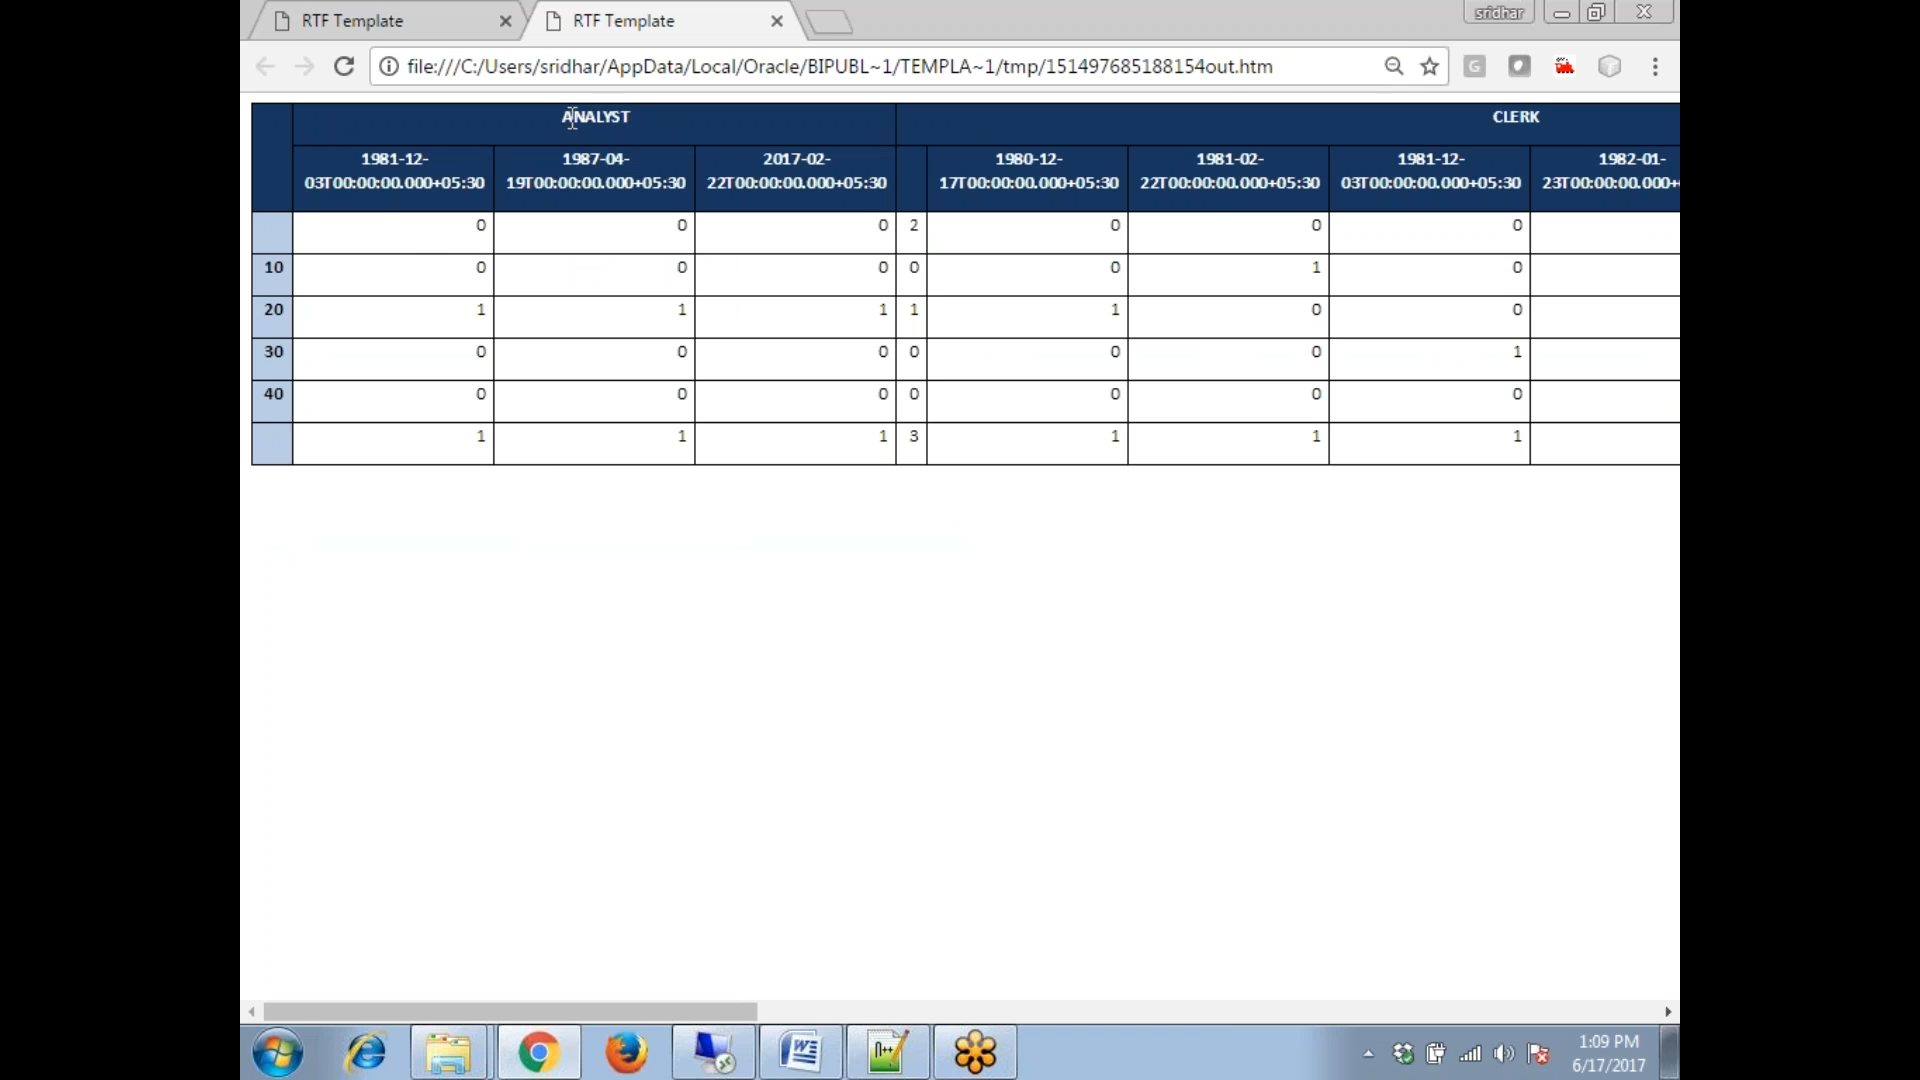 RTF Template
RTF Template
sridhar
file:///C:/Users/sridhar/AppData/Local/Oracle/BIPUBL~1/TEMPLA~1/tmp/151497685188154out.htm
G
ANALYST CLERK
1981-12- 1987-04- 2017-02- 1980-12- 1981-02- 1981-12- 1982-01-
03T00:00:00.000+05:30 19T00:00:00.000+05:30 22T00:00:00.000+05:30 17T00:00:00.000+05:30 22T00:00:00.000+05:30 03T00:00:00.000+05:30 23T00:00:00.000+
0 0 0 2 0 0 0
10 0 0 0 0 0 1 0
20 1 1 1 1 1 0 0
30 0 0 0 0 0 0 1
40 0 0 0 0 0 0 0
1 1 1 3 1 1 1
1:09 PM
6/17/2017